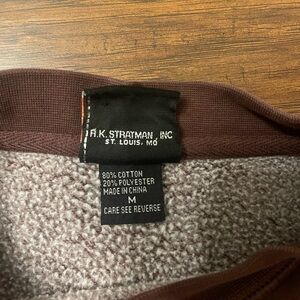 R.K. STRATMAN, INC
ST. LOUIS, MO
80% COTTON
20% POLYESTER
MADE IN CHINA
M
CARE SEE REVERSE